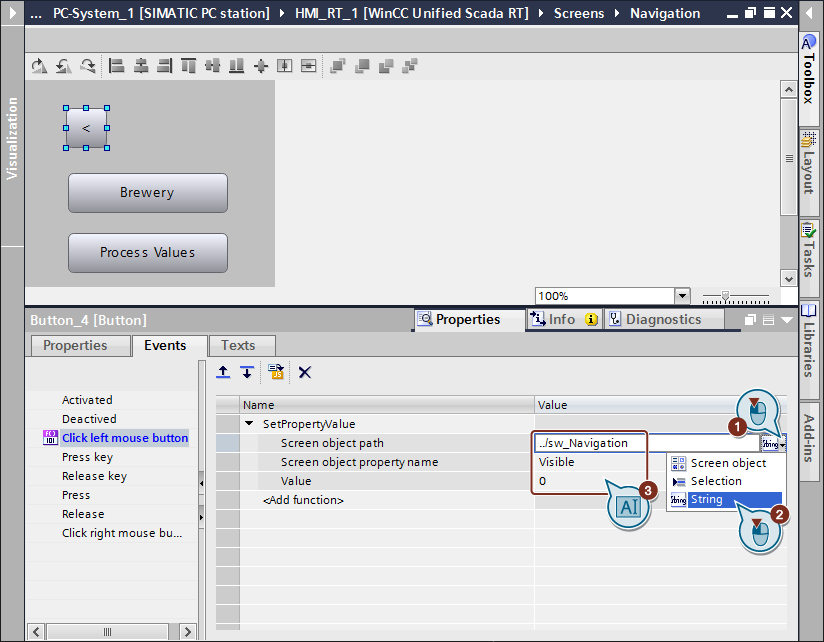 ... PC-System_1 [SIMATIC PC station] HMI_RT_1 [WinCC Unified Scada RT] Screens Navigation
Visualization
Toolbox
Layout
Tasks
Libraries
Add-ins
<
Brewery
Process Values
100%
Button_4 [Button]
Properties
Info
Diagnostics
Properties
Events
Texts
Activated
Deactived
Click left mouse button
Press key
Release key
Press
Release
Click right mouse bu...
Name Value
SetPropertyValue
Screen object path ../sw_Navigation String
Screen object property name Visible
Value 0
<Add function>
Screen object
Selection
String String
1
2
3
AI